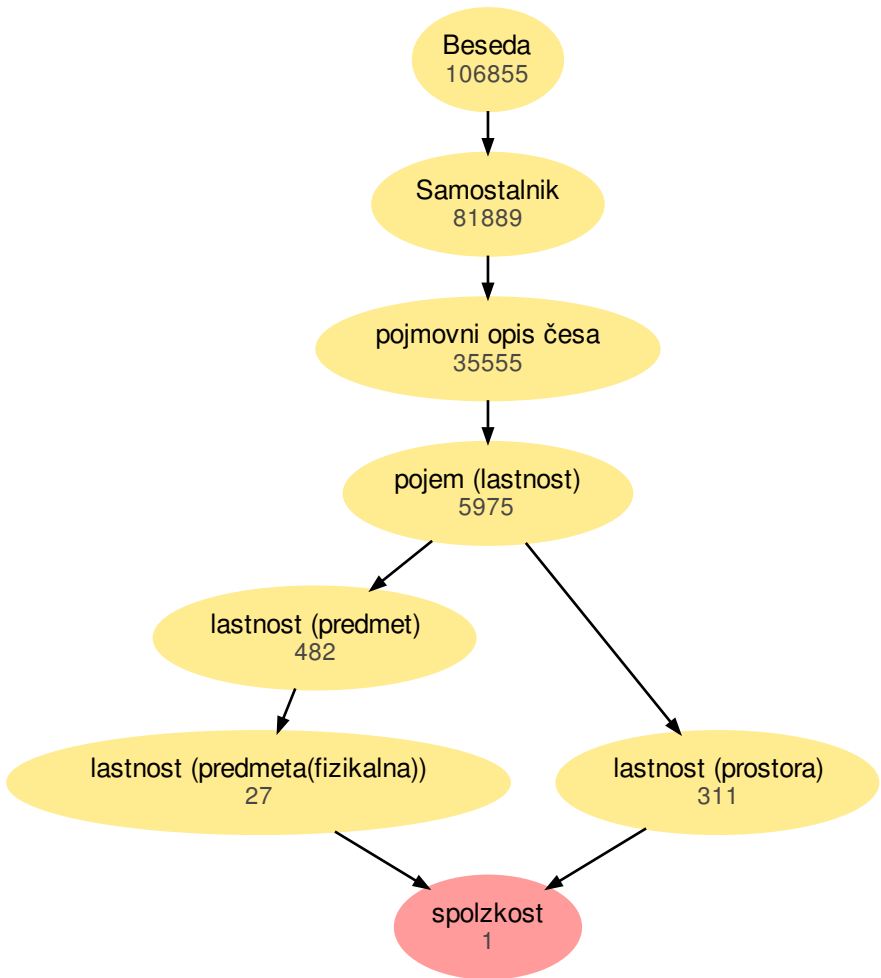 Beseda
106855
Samostalnik
81889
pojmovni opis česa
35555
pojem (lastnost)
5975
lastnost (predmet)
482
lastnost (predmeta(fizikalna))
27
lastnost (prostora)
311
spolzkost
1